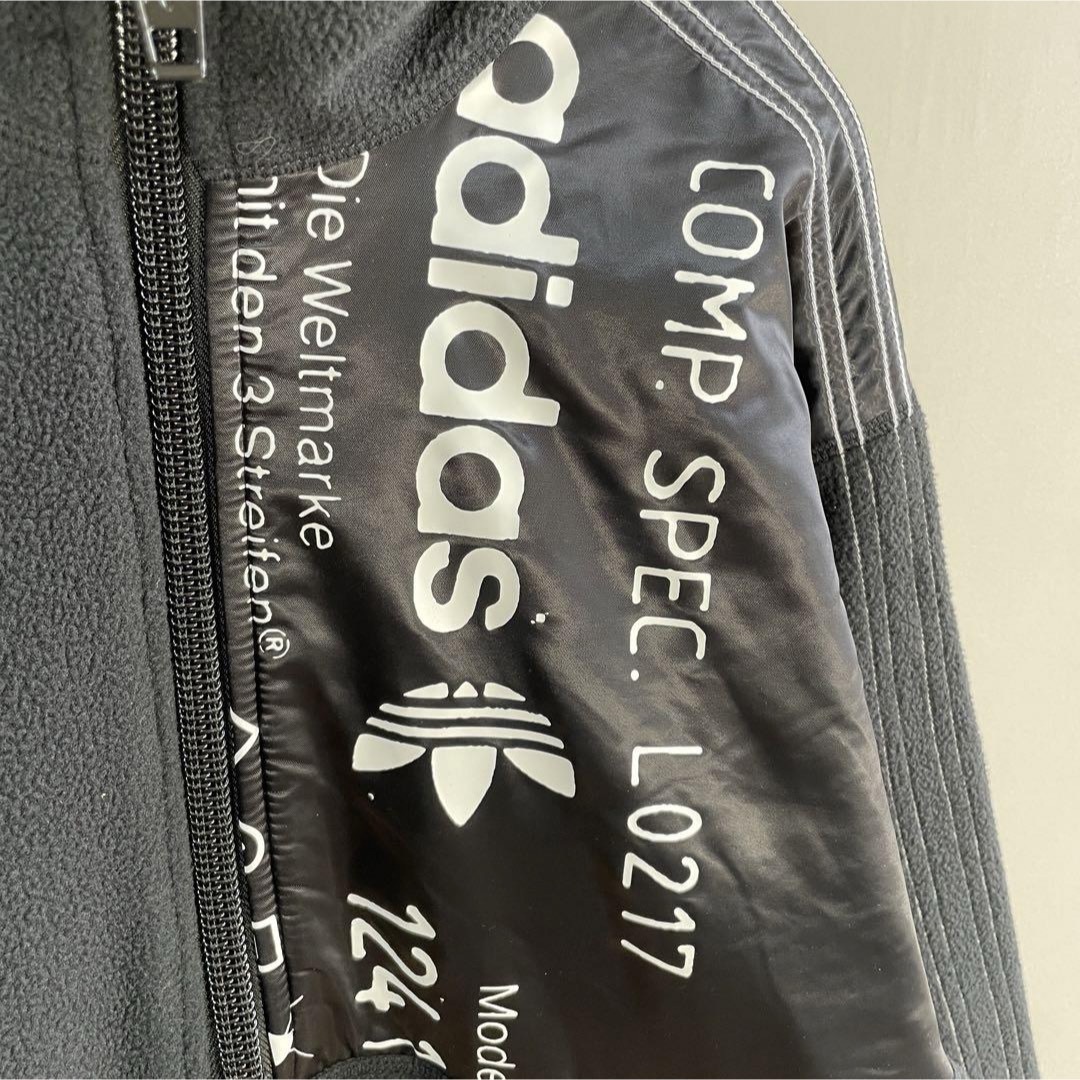 COMP. SPEC. L0217
adidas
Die Weltmarke
mit den 3 Streifen®